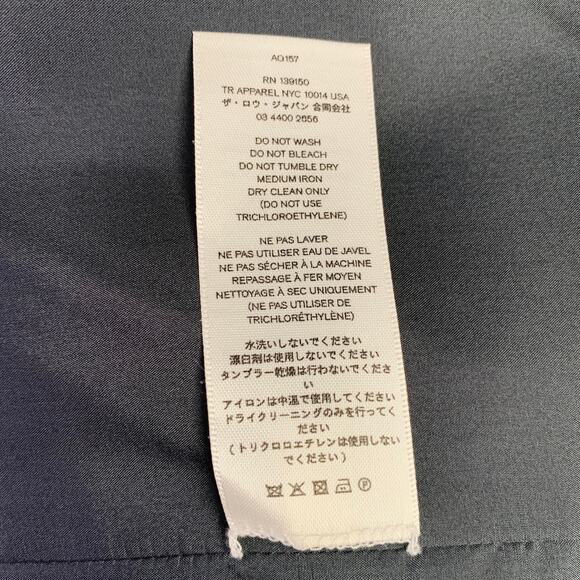 AQ157
RN 139150
TR APPAREL NYC 10014 USA
ザ・ロウ・ジャパン 合同会社
03 4400 2656
DO NOT WASH
DO NOT BLEACH
DO NOT TUMBLE DRY
MEDIUM IRON
DRY CLEAN ONLY
(DO NOT USE
TRICHLOROETHYLENE)
NE PAS LAVER
NE PAS UTILISER EAU DE JAVEL
NE PAS SÉCHER À LA MACHINE
REPASSAGE À FER MOYEN
NETTOYAGE À SEC UNIQUEMENT
(NE PAS UTILISER DE
TRICHLORÉTHYLÈNE)
水洗いしないでください
漂白剤は使用しないでください
タンブラー乾燥は行わないでくださ
い
アイロンは中温で使用してください
ドライクリーニングのみを行ってく
ださい
(トリクロロエチレンは使用しない
でください)
P